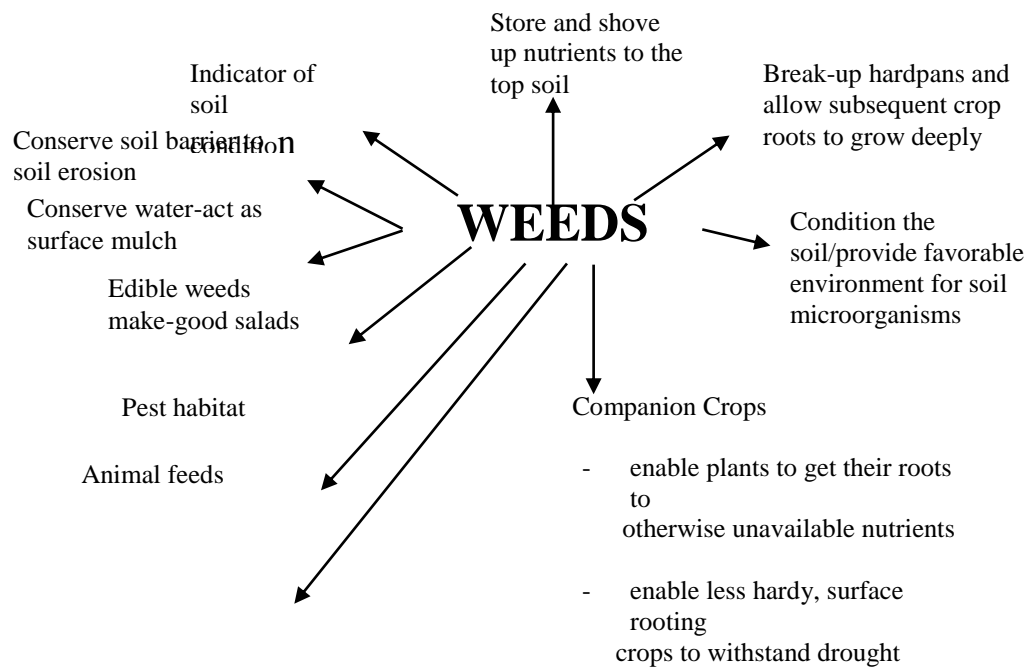 Store and shove
up nutrients to the
top soil
Indicator of
soil
condition
Break-up hardpans and
allow subsequent crop
roots to grow deeply
Conserve soil barrier to
soil erosion
Conserve water-act as
surface mulch
WEEDS
Condition the
soil/provide favorable
environment for soil
microorganisms
Edible weeds
make-good salads
Pest habitat
Animal feeds
Companion Crops
- enable plants to get their roots
to
otherwise unavailable nutrients
- enable less hardy, surface
rooting
crops to withstand drought